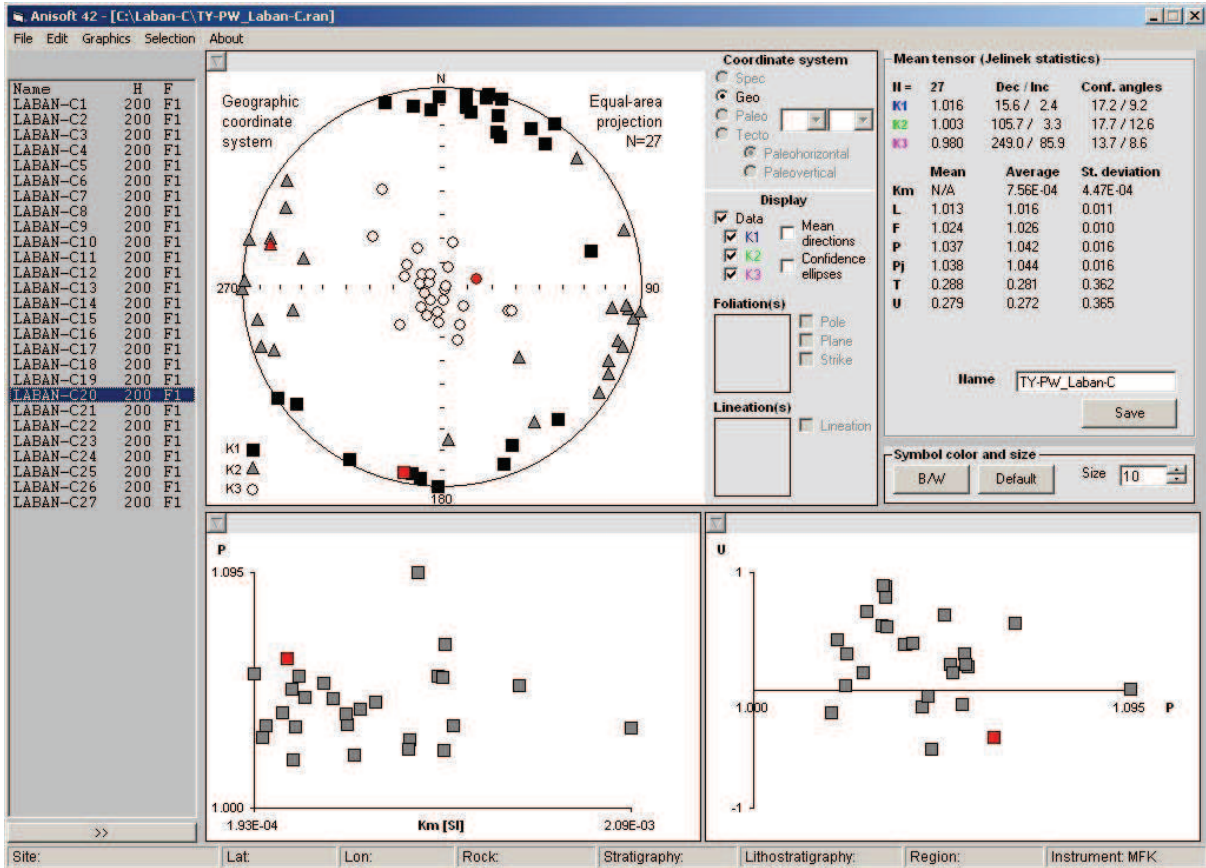 Anisoft 42 - [C:\Laban-C\TY-PW_Laban-C.ran]
File Edit Graphics Selection About
Name H F
LABAN-C1 200 F1
LABAN-C2 200 F1
LABAN-C3 200 F1
LABAN-C4 200 F1
LABAN-C5 200 F1
LABAN-C6 200 F1
LABAN-C7 200 F1
LABAN-C8 200 F1
LABAN-C9 200 F1
LABAN-C10 200 F1
LABAN-C11 200 F1
LABAN-C12 200 F1
LABAN-C13 200 F1
LABAN-C14 200 F1
LABAN-C15 200 F1
LABAN-C16 200 F1
LABAN-C17 200 F1
LABAN-C18 200 F1
LABAN-C19 200 F1
LABAN-C20 200 F1
LABAN-C21 200 F1
LABAN-C22 200 F1
LABAN-C23 200 F1
LABAN-C24 200 F1
LABAN-C25 200 F1
LABAN-C26 200 F1
LABAN-C27 200 F1
>>
Geographic
coordinate
system
N
Equal-area
projection
N=27
270
90
180
K1
K2
K3
Coordinate system
Spec
Geo
Paleo
Tecto
Paleohorizontal
Paleovertical
Display
Data
K1
K2
K3
Mean
directions
Confidence
ellipses
Foliation(s)
Pole
Plane
Strike
Lineation(s)
Lineation
Mean tensor (Jelinek statistics)
N = 27 Dec / Inc Conf. angles
K1 1.016 15.6 / 2.4 17.2 / 9.2
K2 1.003 105.7 / 3.3 17.7 / 12.6
K3 0.980 249.0 / 85.9 13.7 / 8.6
Mean Average St. deviation
Km N/A 7.56E-04 4.47E-04
L 1.013 1.016 0.011
F 1.024 1.026 0.010
P 1.037 1.042 0.016
Pj 1.038 1.044 0.016
T 0.288 0.281 0.362
U 0.279 0.272 0.365
Name TY-PW_Laban-C
Save
Symbol color and size
B/W Default Size 10
P
1.095
1.000
1.93E-04 Km [SI] 2.09E-03
U
1
1.000 1.095 P
-1
Site: Lat: Lon: Rock: Stratigraphy: Lithostratigraphy: Region: Instrument: MFK